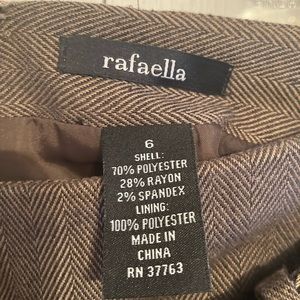 rafaella
6
SHELL:
70% POLYESTER
28% RAYON
2% SPANDEX
LINING:
100% POLYESTER
MADE IN
CHINA
RN 37763